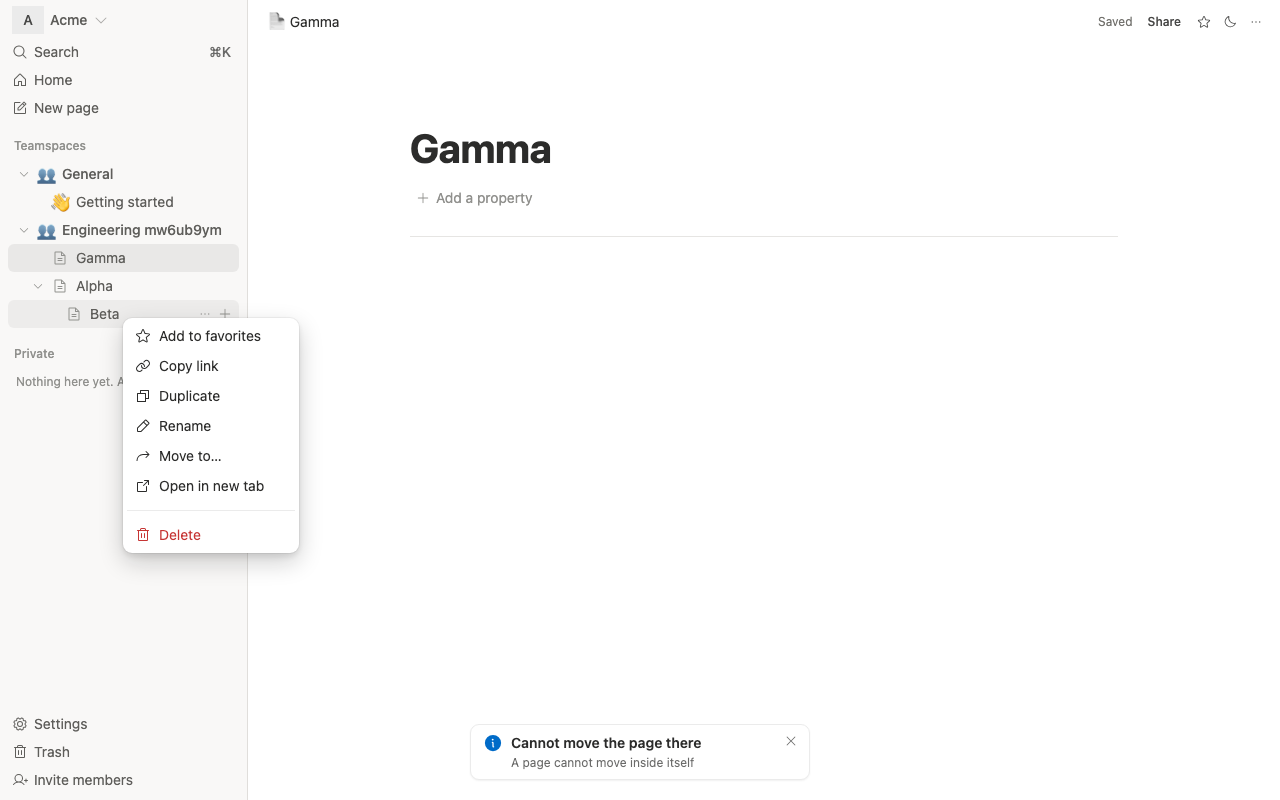 A Acme
Search ⌘K
Home
New page
Teamspaces
General
Getting started
Engineering mw6ub9ym
Gamma
Alpha
Beta
Private
Nothing here yet. A
Add to favorites
Copy link
Duplicate
Rename
Move to…
Open in new tab
Delete
Settings
Trash
Invite members
Gamma
Saved Share
Gamma
Add a property
Cannot move the page there
A page cannot move inside itself